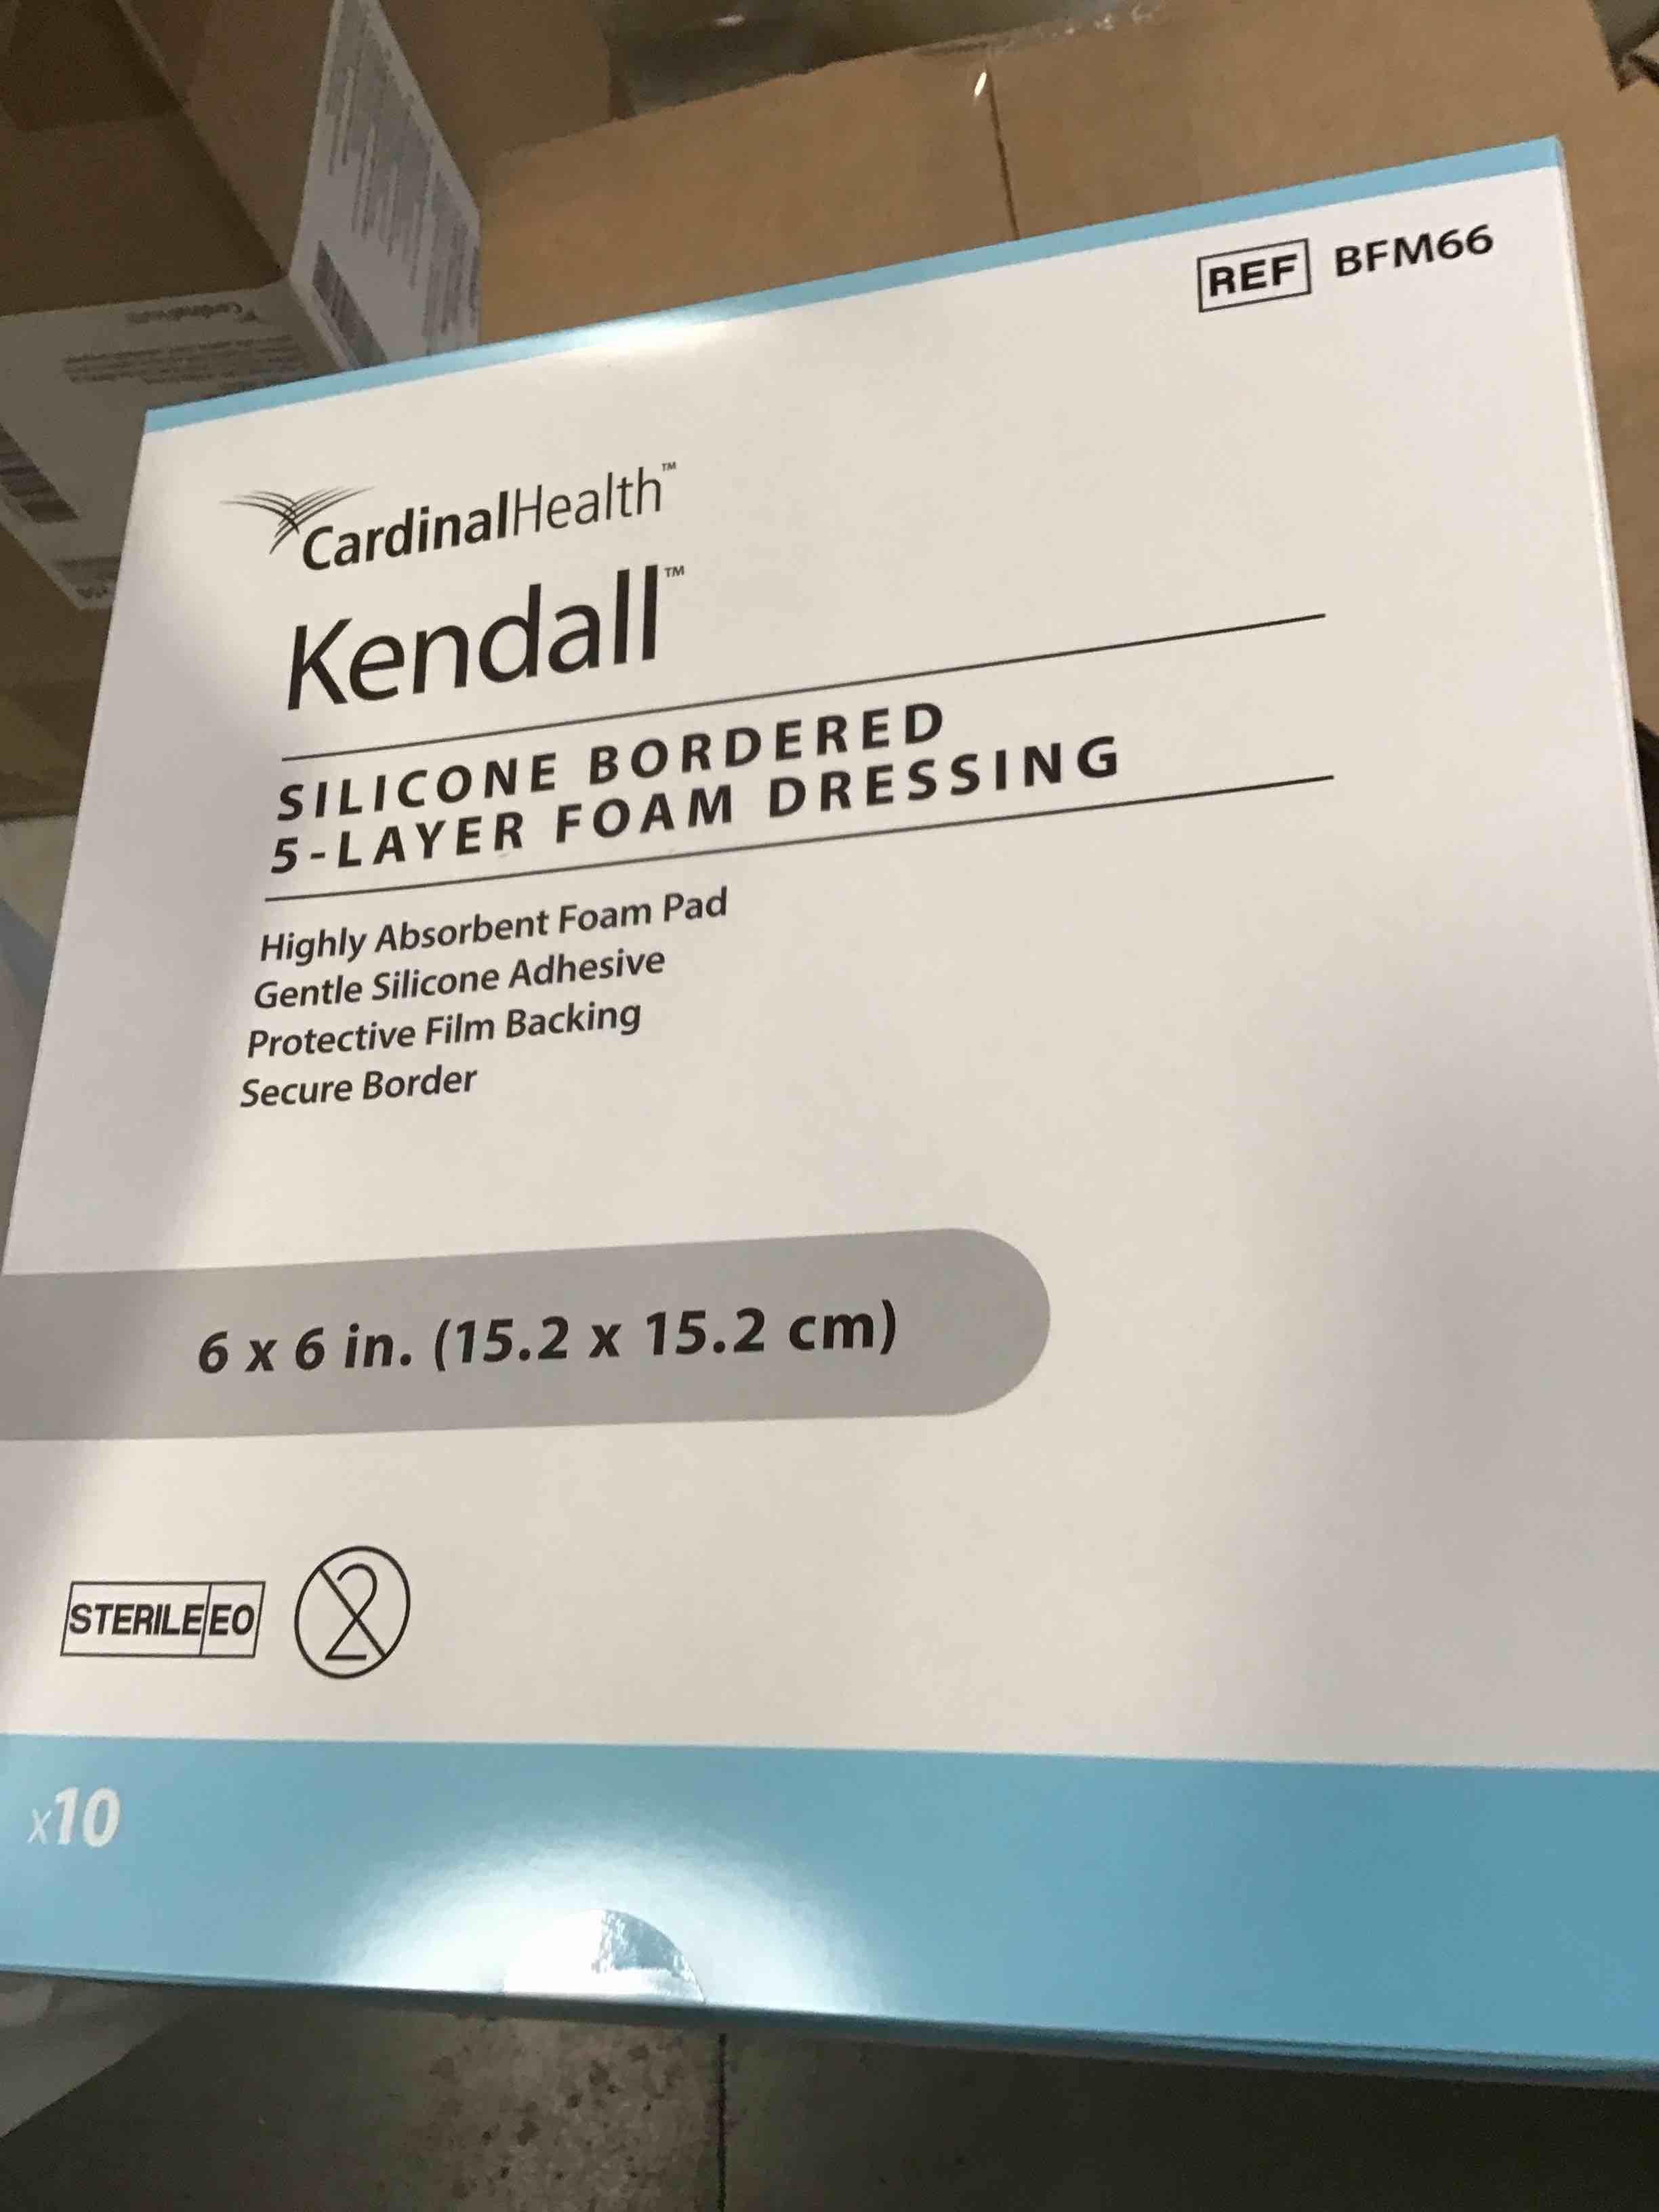 REF BFM66
CardinalHealth™
Kendall™
SILICONE BORDERED
5-LAYER FOAM DRESSING
Highly Absorbent Foam Pad
Gentle Silicone Adhesive
Protective Film Backing
Secure Border
6 x 6 in. (15.2 x 15.2 cm)
STERILE EO
2
x10